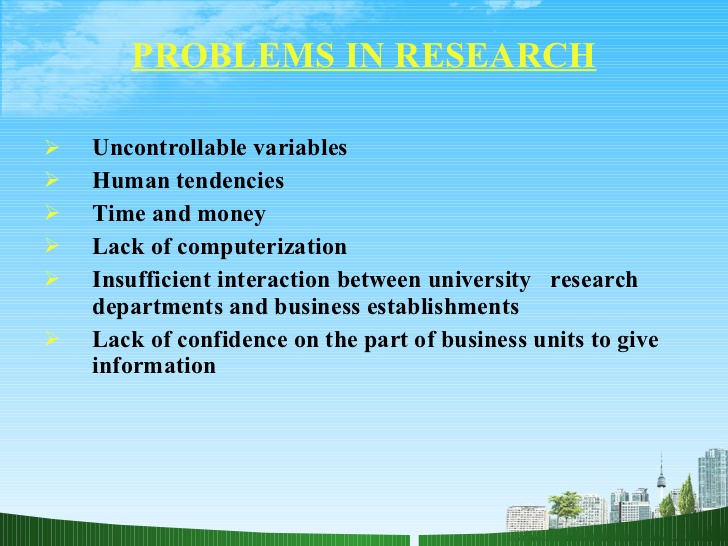 PROBLEMS IN RESEARCH
Uncontrollable variables
Human tendencies
Time and money
Lack of computerization
Insufficient interaction between university research
departments and business establishments
Lack of confidence on the part of business units to give
information